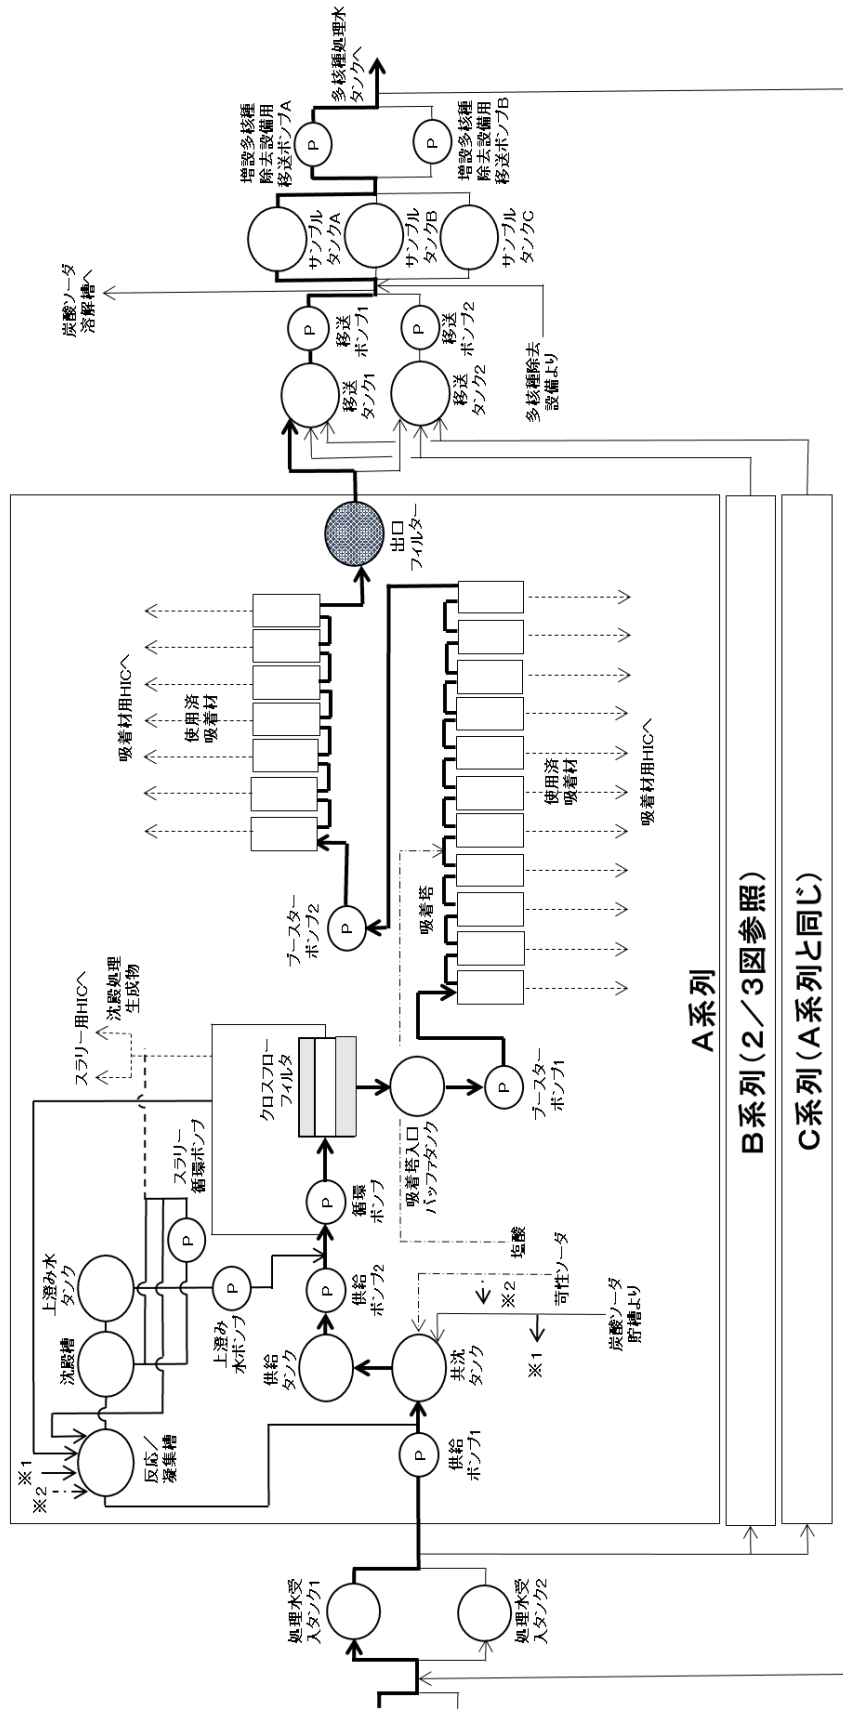 処理水受
入タンク1
処理水受
入タンク2
※1
※2
反応／
凝集槽
沈殿槽
上澄み水
タンク
上澄み
水ポンプ
P
スラリー
循環ポンプ
P
スラリー用HICへ
沈殿処理
生成物
供給
ポンプ1
P
共沈
タンク
供給
タンク
供給
ポンプ2
P
循環
ポンプ
P
クロスフロー
フィルタ
吸着塔入口
バッファタンク
ブースター
ポンプ1
P
炭酸ソーダ
貯槽より
苛性ソーダ
塩酸
※1
※2
吸着塔
使用済
吸着材
吸着材用HICへ
ブースター
ポンプ2
P
使用済
吸着材
吸着材用HICへ
出口
フィルター
A系列
B系列(2／3図参照)
C系列(A系列と同じ)
移送
タンク1
移送
ポンプ1
P
移送
タンク2
移送
ポンプ2
P
炭酸ソーダ
溶解槽へ
多核種除去
設備より
サンプル
タンクA
サンプル
タンクB
サンプル
タンクC
増設多核種
除去設備用
移送ポンプA
P
増設多核種
除去設備用
移送ポンプB
P
多核種処理水
タンクへ